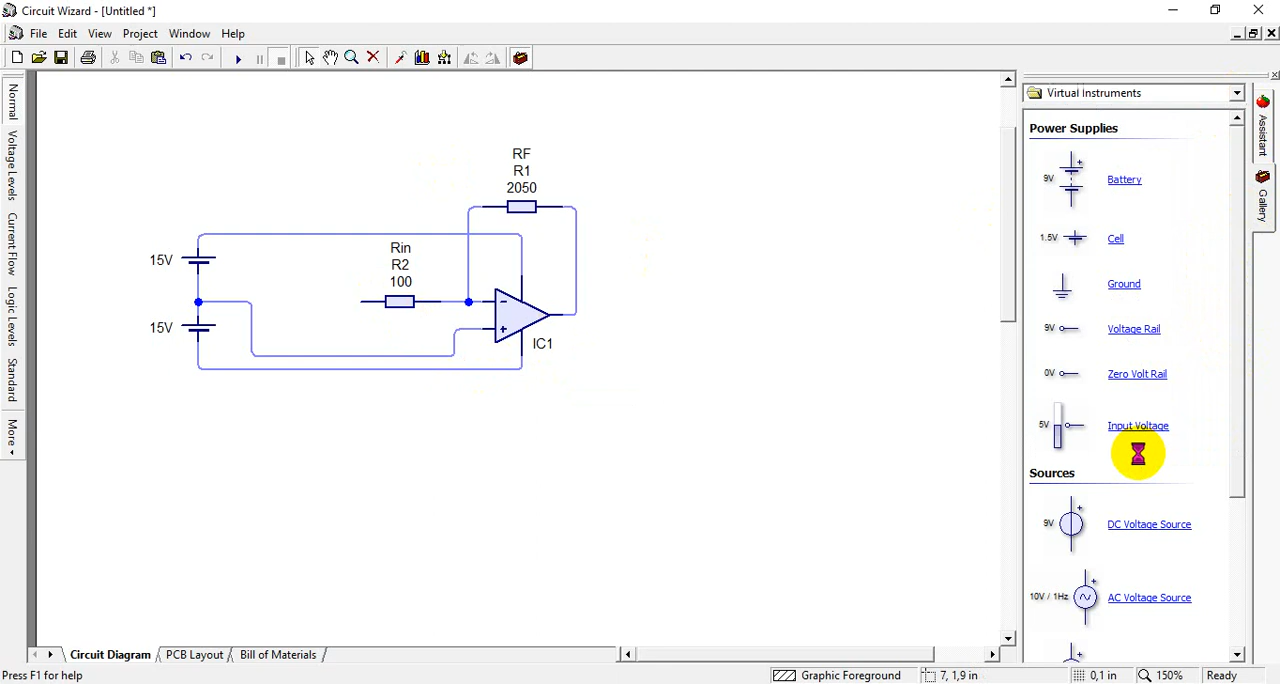 Circuit Wizard - [Untitled *]
File Edit View Project Window Help
Normal
Voltage Levels
Current Flow
Logic Levels
Standard
More
RF
R1
2050
Rin
R2
100
15V
15V
IC1
Virtual Instruments
Power Supplies
9V Battery
1.5V Cell
Ground
9V Voltage Rail
0V Zero Volt Rail
5V Input Voltage
Sources
9V DC Voltage Source
10V / 1Hz AC Voltage Source
Assistant
Gallery
Circuit Diagram PCB Layout Bill of Materials
Press F1 for help Graphic Foreground 7, 1,9 in 0,1 in 150% Ready